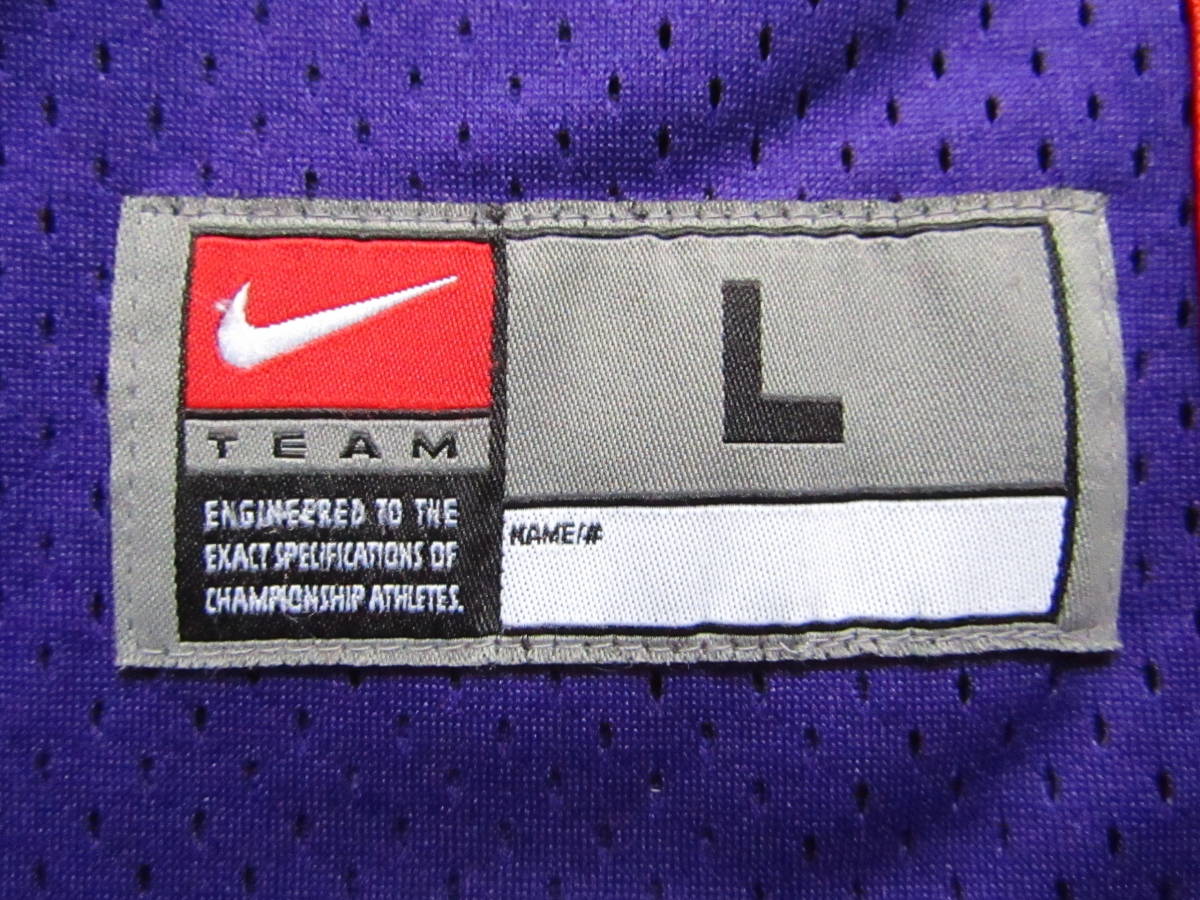 TEAM
ENGINEERED TO THE
EXACT SPECIFICATIONS OF
CHAMPIONSHIP ATHLETES.
L
NAME/#